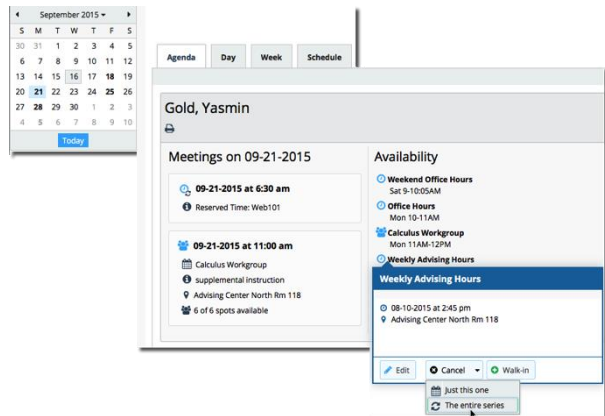 September 2015
S M T W T F S
30 31 1 2 3 4 5
6 7 8 9 10 11 12
13 14 15 16 17 18 19
20 21 22 23 24 25 26
27 28 29 30 1 2 3
4 5 6 7 8 9 10
Today
Agenda Day Week Schedule
Gold, Yasmin
Meetings on 09-21-2015
09-21-2015 at 6:30 am
Reserved Time: Web101
09-21-2015 at 11:00 am
Calculus Workgroup
supplemental instruction
Advising Center North Rm 118
6 of 6 spots available
Availability
Weekend Office Hours
Sat 9-10:05AM
Office Hours
Mon 10-11AM
Calculus Workgroup
Mon 11AM-12PM
Weekly Advising Hours
Weekly Advising Hours
08-10-2015 at 2:45 pm
Advising Center North Rm 118
Edit Cancel Walk-in
Just this one
The entire series